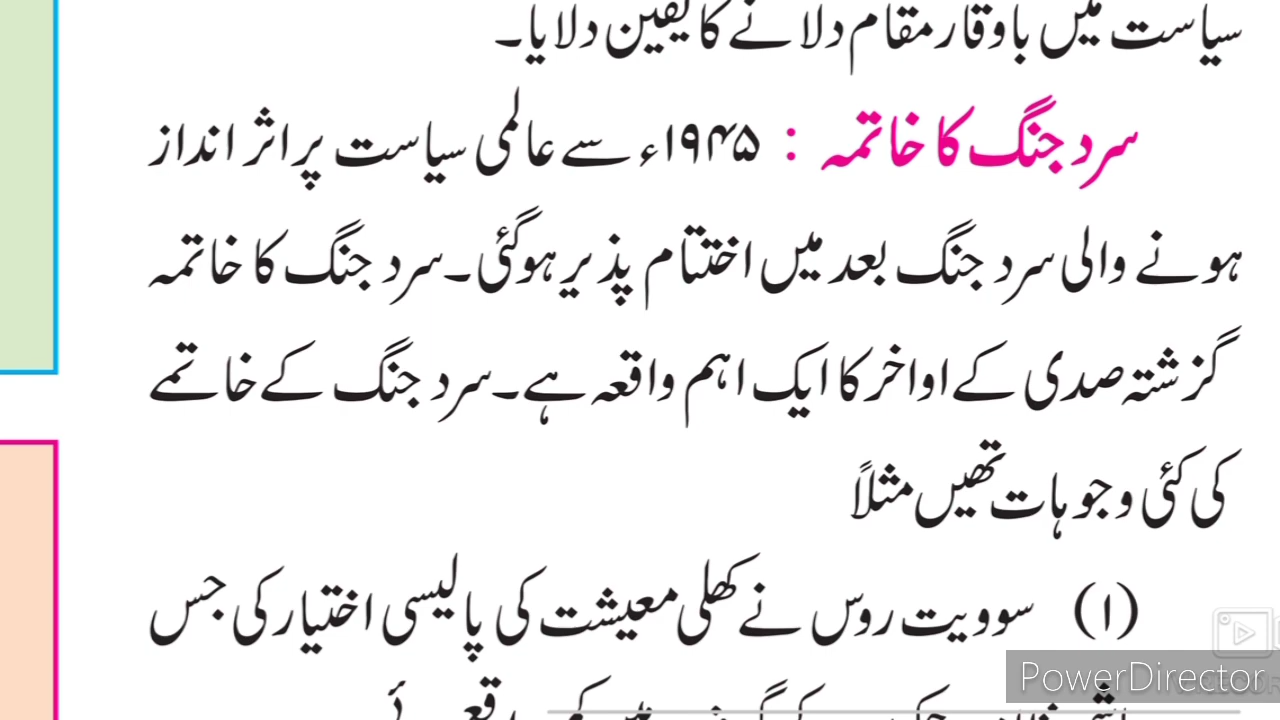 سیاست میں باوقار مقام دلانے کا یقین دلایا۔
سرد جنگ کا خاتمہ : ۱۹۴۵ء سے عالمی سیاست پر اثر انداز
ہونے والی سرد جنگ بعد میں اختتام پذیر ہوگئی۔ سرد جنگ کا خاتمہ
گزشتہ صدی کے اواخر کا ایک اہم واقعہ ہے۔ سرد جنگ کے خاتمے
کی کئی وجوہات تھیں مثلاً
(۱) سوویت روس نے کھلی معیشت کی پالیسی اختیار کی جس
PowerDirector